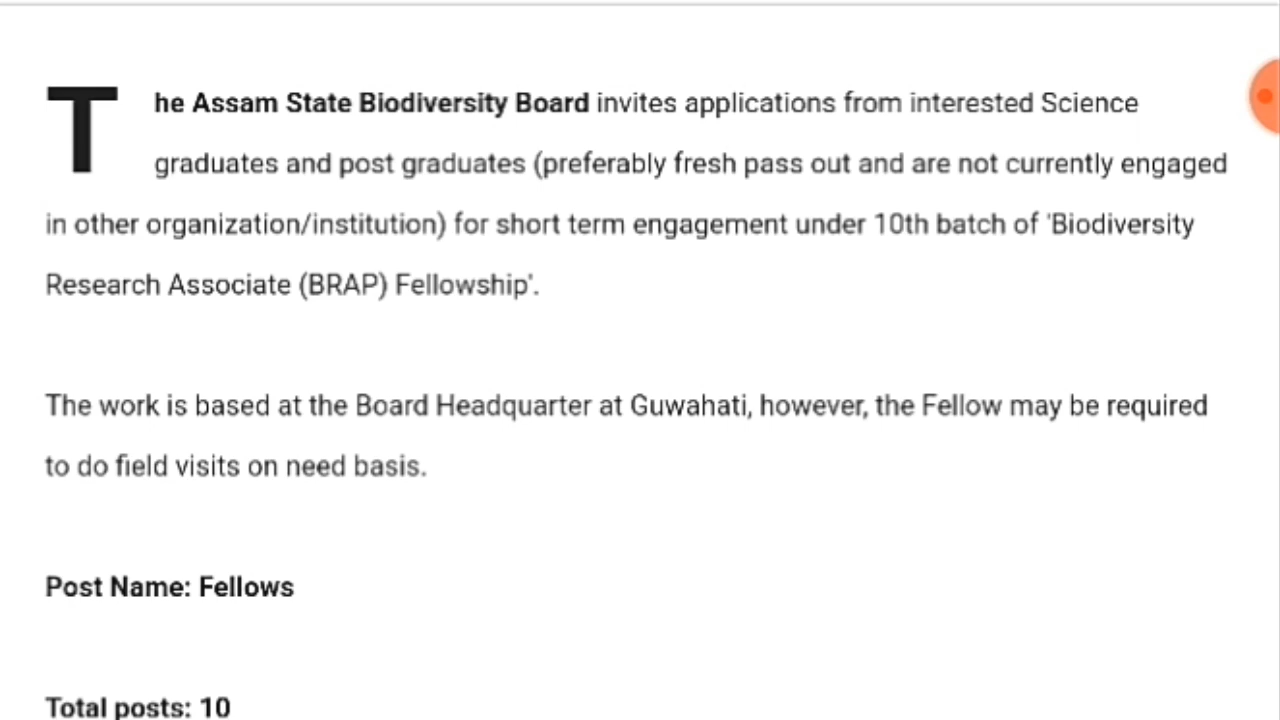 The Assam State Biodiversity Board invites applications from interested Science
graduates and post graduates (preferably fresh pass out and are not currently engaged
in other organization/institution) for short term engagement under 10th batch of 'Biodiversity
Research Associate (BRAP) Fellowship'.
The work is based at the Board Headquarter at Guwahati, however, the Fellow may be required
to do field visits on need basis.
Post Name: Fellows
Total posts: 10